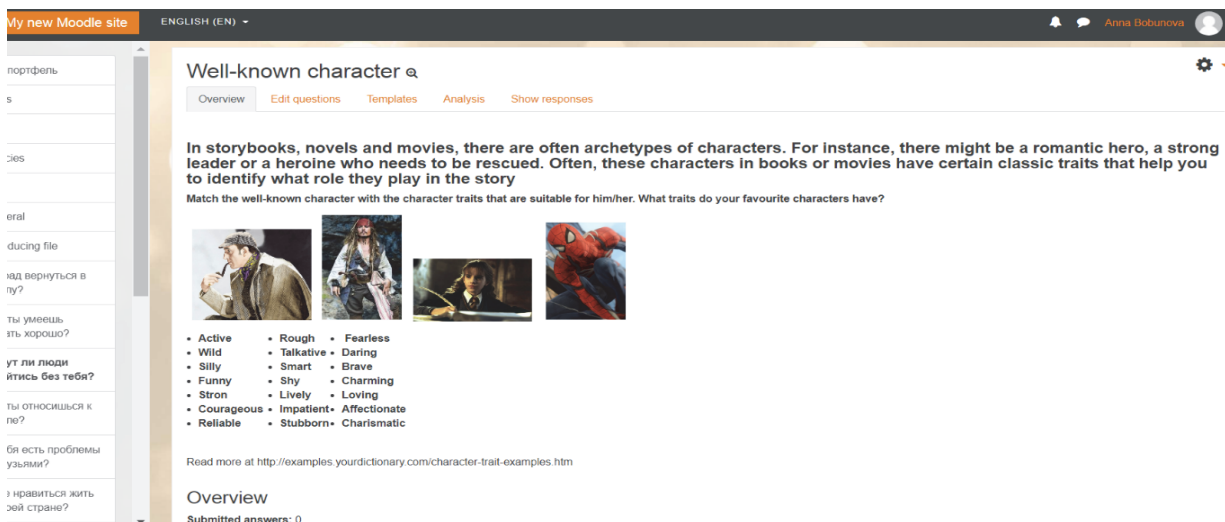 My new Moodle site ENGLISH (EN) Anna Bobunova
портфель
s
cies
eral
ducing file
рад вернуться в
ту?
ты умеешь
ать хорошо?
ут ли люди
йтись без тебя?
ты относишься к
пе?
бя есть проблемы
узьями?
е нравиться жить
оей стране?
Well-known character
Overview Edit questions Templates Analysis Show responses
In storybooks, novels and movies, there are often archetypes of characters. For instance, there might be a romantic hero, a strong
leader or a heroine who needs to be rescued. Often, these characters in books or movies have certain classic traits that help you
to identify what role they play in the story
Match the well-known character with the character traits that are suitable for him/her. What traits do your favourite characters have?
• Active • Rough • Fearless
• Wild • Talkative • Daring
• Silly • Smart • Brave
• Funny • Shy • Charming
• Stron • Lively • Loving
• Courageous • Impatient • Affectionate
• Reliable • Stubborn • Charismatic
Read more at http://examples.yourdictionary.com/character-trait-examples.htm
Overview
Submitted answers: 0